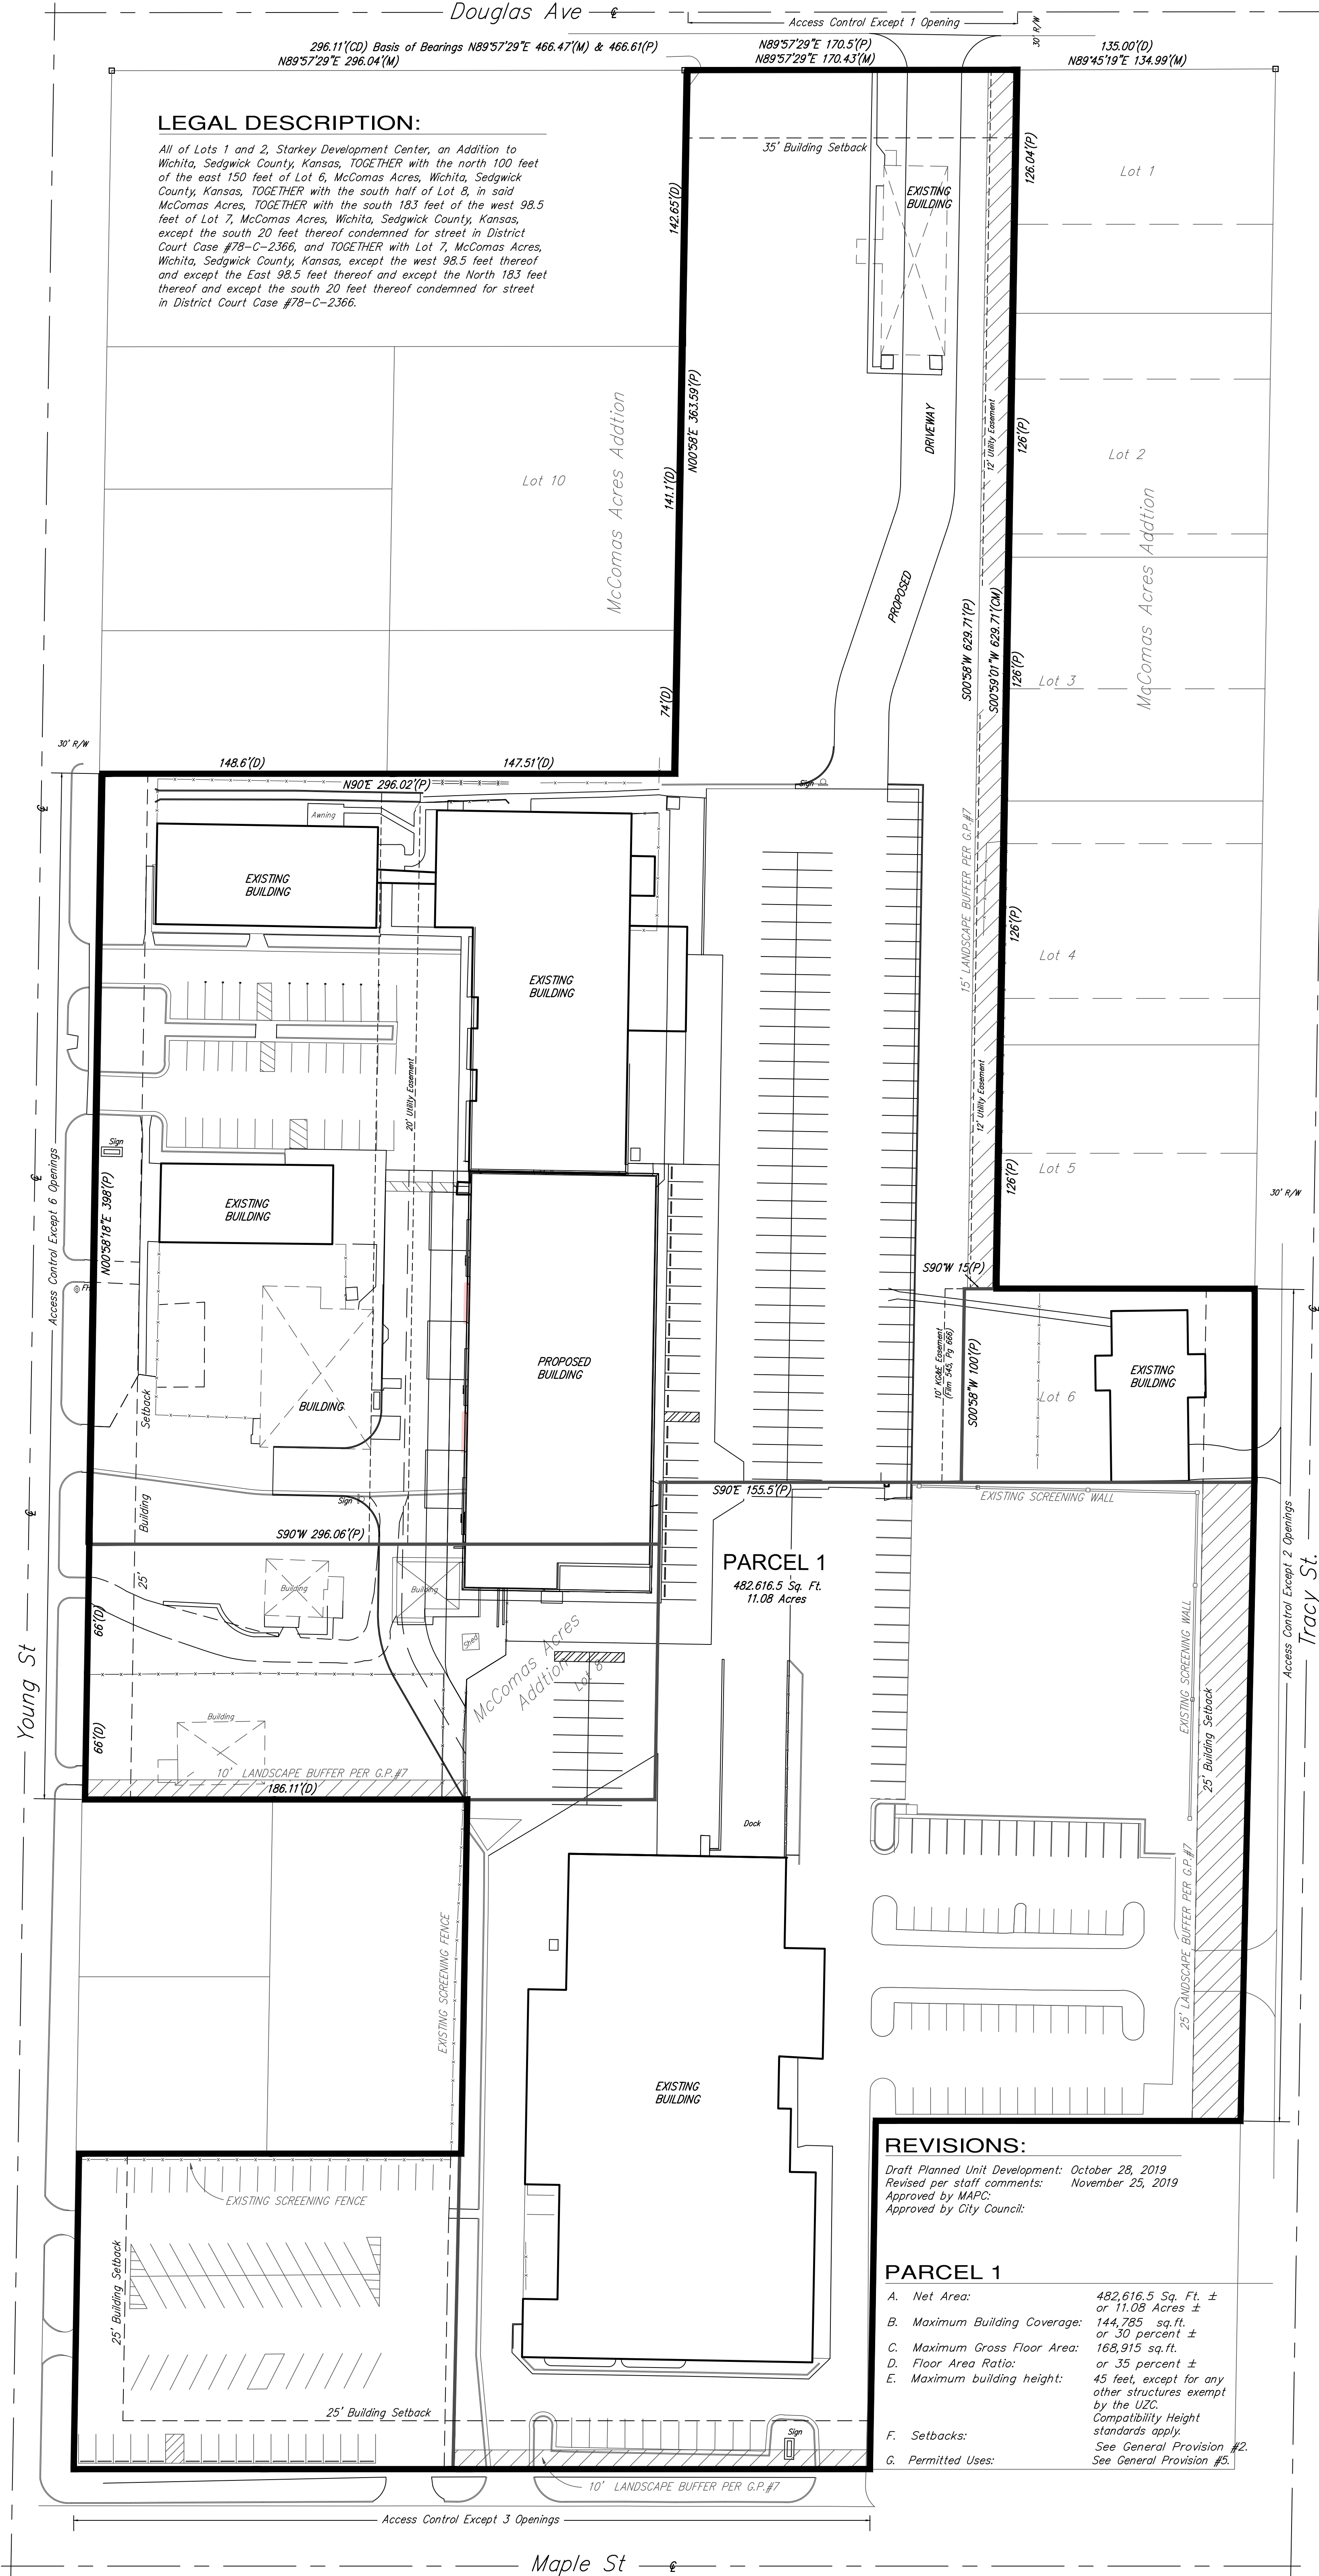 Douglas Ave ℄
Access Control Except 1 Opening
30' R/W
296.11'(CD) Basis of Bearings N89°57'29"E 466.47'(M) & 466.61(P)
N89°57'29"E 296.04'(M)
N89°57'29"E 170.5'(P)
N89°57'29"E 170.43'(M)
135.00'(D)
N89°45'19"E 134.99'(M)
LEGAL DESCRIPTION:
All of Lots 1 and 2, Starkey Development Center, an Addition to
Wichita, Sedgwick County, Kansas, TOGETHER with the north 100 feet
of the east 150 feet of Lot 6, McComas Acres, Wichita, Sedgwick
County, Kansas, TOGETHER with the south half of Lot 8, in said
McComas Acres, TOGETHER with the south 183 feet of the west 98.5
feet of Lot 7, McComas Acres, Wichita, Sedgwick County, Kansas,
except the south 20 feet thereof condemned for street in District
Court Case #78-C-2366, and TOGETHER with Lot 7, McComas Acres,
Wichita, Sedgwick County, Kansas, except the west 98.5 feet thereof
and except the East 98.5 feet thereof and except the North 183 feet
thereof and except the south 20 feet thereof condemned for street
in District Court Case #78-C-2366.
35' Building Setback
126.04'(P)
Lot 1
142.65'(D)
EXISTING
BUILDING
N00°58'E 363.59'(P)
DRIVEWAY
12' Utility Easement
126'(P)
Lot 2
Lot 10
McComas Acres Addtion
141.1'(D)
McComas Acres Addtion
PROPOSED
S00°58'W 629.71'(P)
S00°59'01"W 629.71'(CM)
126'(P)
Lot 3
74'(D)
30' R/W
148.6'(D)
147.51'(D)
N90°E 296.02'(P)
Sign
℄
Awning
EXISTING
BUILDING
15' LANDSCAPE BUFFER PER G.P.#7
126'(P)
Lot 4
EXISTING
BUILDING
20' Utility Easement
12' Utility Easement
Sign
Access Control Except 6 Openings
N00°58'18"E 398'(P)
℄
EXISTING
BUILDING
126'(P)
Lot 5
30' R/W
S90°W 15'(P)
FH
℄
10' KG&E Easement
(Film 545, Pg 666)
S00°58"W 100'(P)
PROPOSED
BUILDING
EXISTING
BUILDING
Lot 6
BUILDING
25' Building Setback
Sign
S90°E 155.5'(P)
EXISTING SCREENING WALL
℄
S90°W 296.06'(P)
PARCEL 1
482.616.5 Sq. Ft.
11.08 Acres
Building
Building
Access Control Except 2 Openings
Tracy St.
66'(D)
Shed
McComas Acres
Addtion
Lot 8
EXISTING SCREENING WALL
25' Building Setback
Young St
66'(D)
Building
10' LANDSCAPE BUFFER PER G.P.#7
186.11'(D)
Dock
25' LANDSCAPE BUFFER PER G.P.#7
EXISTING SCREENING FENCE
EXISTING
BUILDING
REVISIONS:
Draft Planned Unit Development: October 28, 2019
Revised per staff comments: November 25, 2019
Approved by MAPC:
Approved by City Council:
EXISTING SCREENING FENCE
25' Building Setback
PARCEL 1
A. Net Area: 482,616.5 Sq. Ft. ±
or 11.08 Acres ±
B. Maximum Building Coverage: 144,785 sq.ft.
or 30 percent ±
C. Maximum Gross Floor Area: 168,915 sq.ft.
D. Floor Area Ratio: or 35 percent ±
E. Maximum building height: 45 feet, except for any
other structures exempt
by the UZC.
Compatibility Height
standards apply.
F. Setbacks: See General Provision #2.
G. Permitted Uses: See General Provision #5.
25' Building Setback
Sign
10' LANDSCAPE BUFFER PER G.P.#7
Access Control Except 3 Openings
Maple St ℄